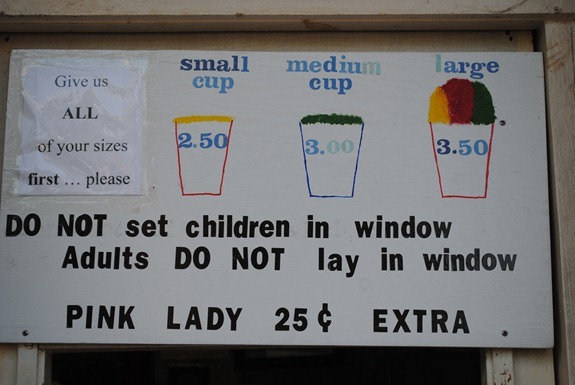 Give us
ALL
of your sizes
first ... please
small
cup
medium
cup
large
2.50
3.00
3.50
DO NOT set children in window
Adults DO NOT lay in window
PINK LADY 25¢ EXTRA